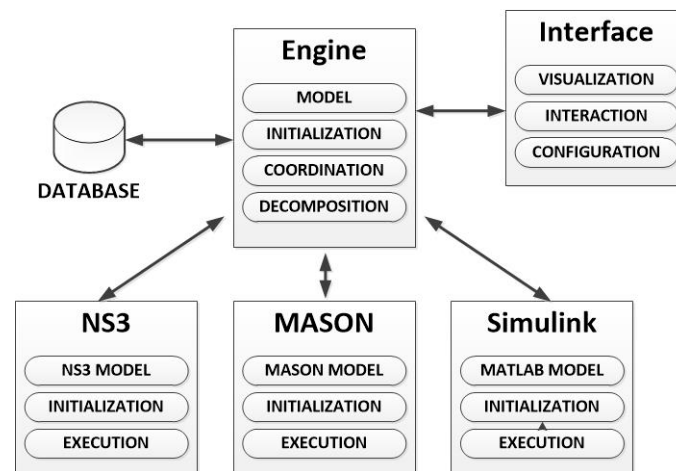 Engine
MODEL
INITIALIZATION
COORDINATION
DECOMPOSITION
Interface
VISUALIZATION
INTERACTION
CONFIGURATION
DATABASE
NS3
NS3 MODEL
INITIALIZATION
EXECUTION
MASON
MASON MODEL
INITIALIZATION
EXECUTION
Simulink
MATLAB MODEL
INITIALIZATION
EXECUTION